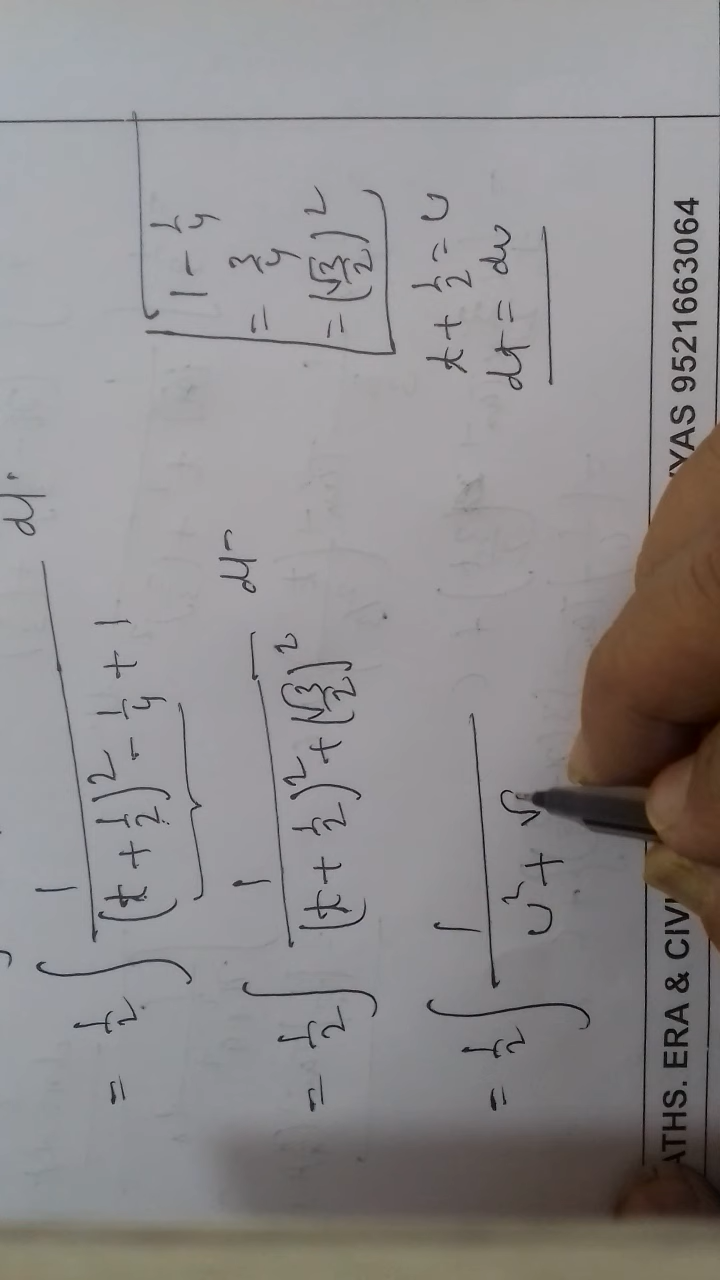 = 1/2 ∫ 1/((t + 1/2)² - 1/4 + 1) dt
1 - 1/4
= 3/4
= (√3/2)²
= 1/2 ∫ 1/((t + 1/2)² + (√3/2)²) dt
t + 1/2 = u
dt = du
= 1/2 ∫ 1/(u² + √
ATHS. ERA & CIVI YAS 9521663064